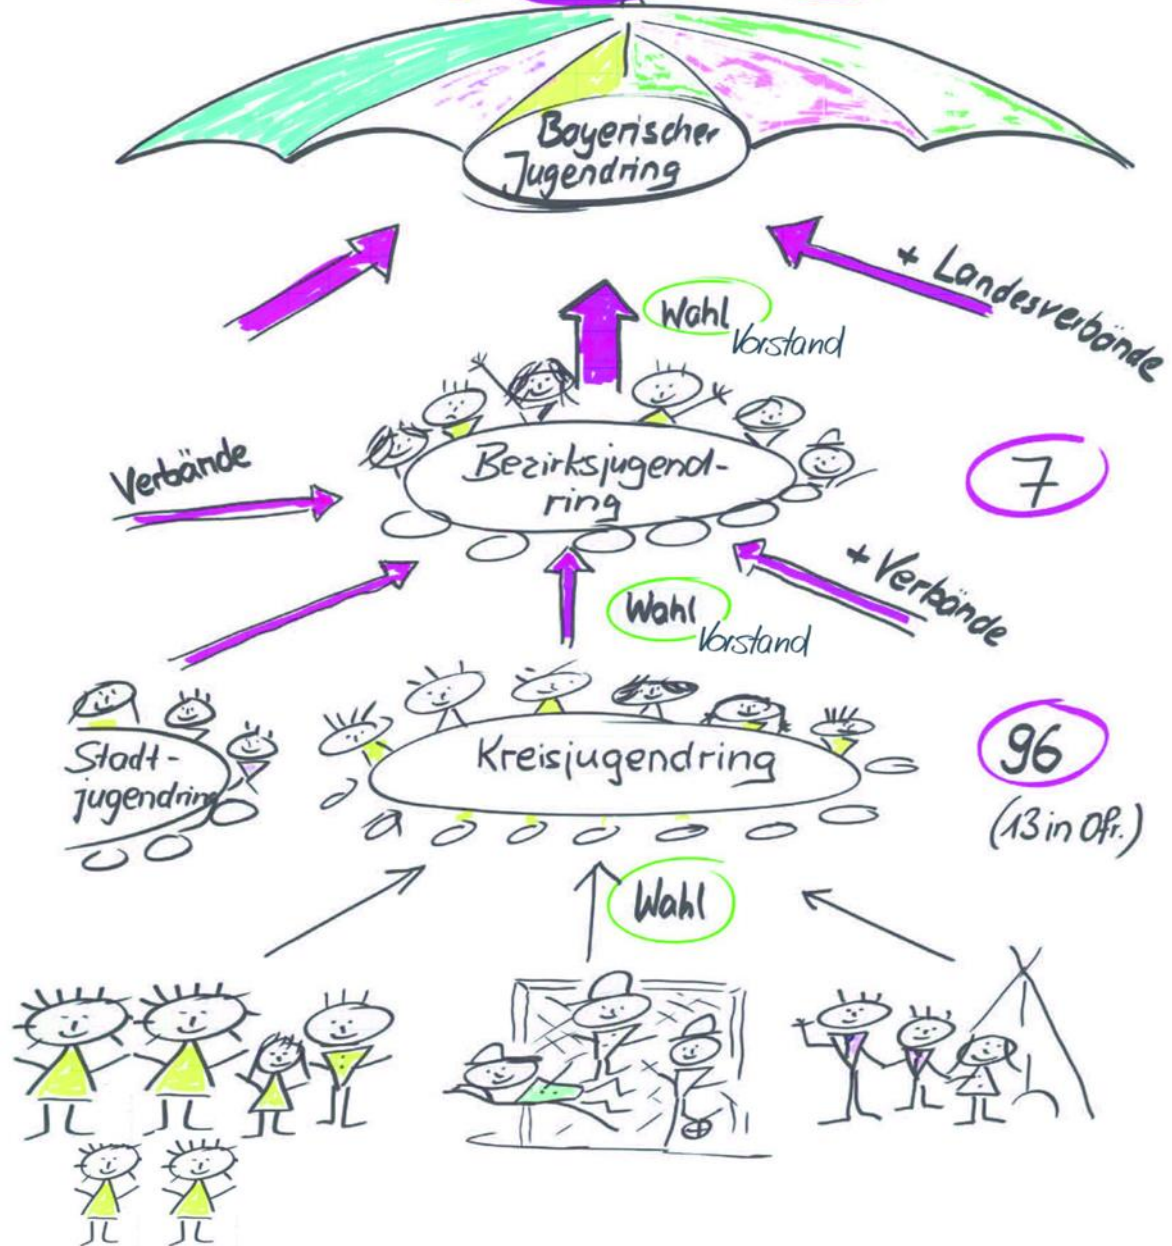 Bayerischer
Jugendring
+ Landesverbände
Wahl
Vorstand
Verbände
Bezirksjugend-
ring
7
+ Verbände
Wahl
Vorstand
Stadt-
jugendring
Kreisjugendring
96
(13 in Ofr.)
Wahl